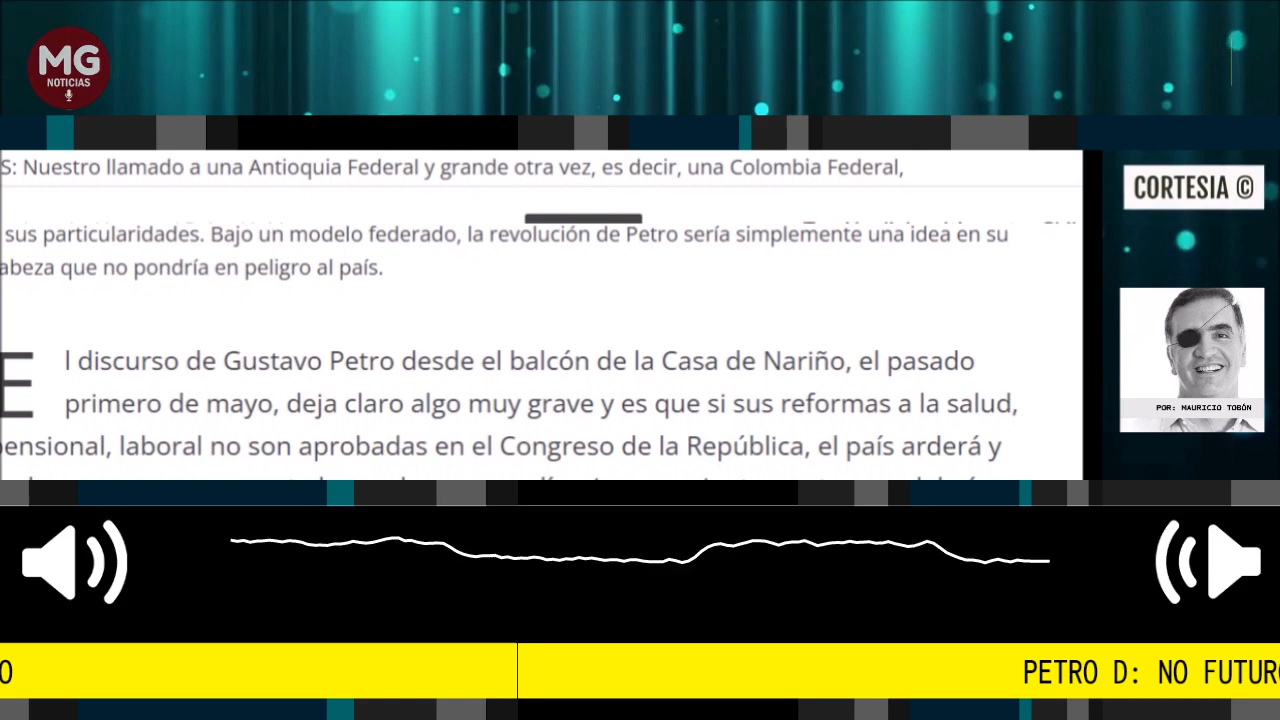 MG
NOTICIAS
S: Nuestro llamado a una Antioquia Federal y grande otra vez, es decir, una Colombia Federal,
sus particularidades. Bajo un modelo federado, la revolución de Petro sería simplemente una idea en su
abeza que no pondría en peligro al país.
E
l discurso de Gustavo Petro desde el balcón de la Casa de Nariño, el pasado
primero de mayo, deja claro algo muy grave y es que si sus reformas a la salud,
pensional, laboral no son aprobadas en el Congreso de la República, el país arderá y
CORTESIA ©
POR: MAURICIO TOBÓN
O
PETRO D: NO FUTURO